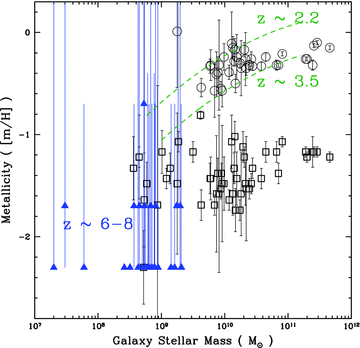 z ~ 2.2
0
z ~ 3.5
Metallicity ( [m/H] )
-1
z ~ 6-8
-2
10⁷ 10⁸ 10⁹ 10¹⁰ 10¹¹ 10¹²
Galaxy Stellar Mass ( M☉ )